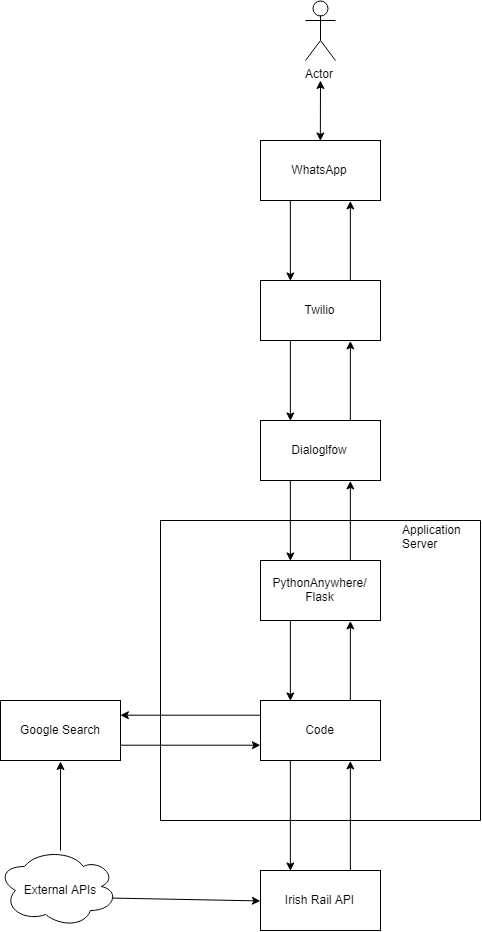 Actor
WhatsApp
Twilio
Dialoglfow
Application
Server
PythonAnywhere/
Flask
Google Search
Code
External APIs
Irish Rail API